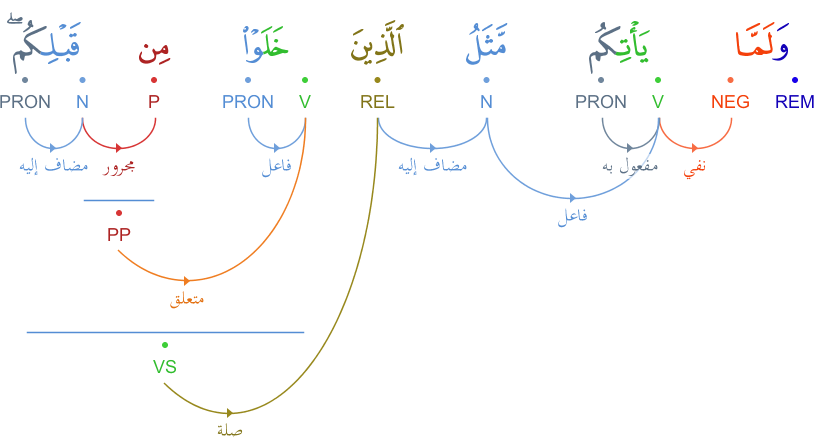 وَلَمَّا يَأْتِكُم مَّثَلُ ٱلَّذِينَ خَلَوْا۟ مِن قَبْلِكُم ۖ
REM NEG V PRON N REL V PRON P N PRON
نفي مفعول به مضاف إليه فاعل مجرور مضاف إليه
فاعل
PP
متعلق
VS
صلة